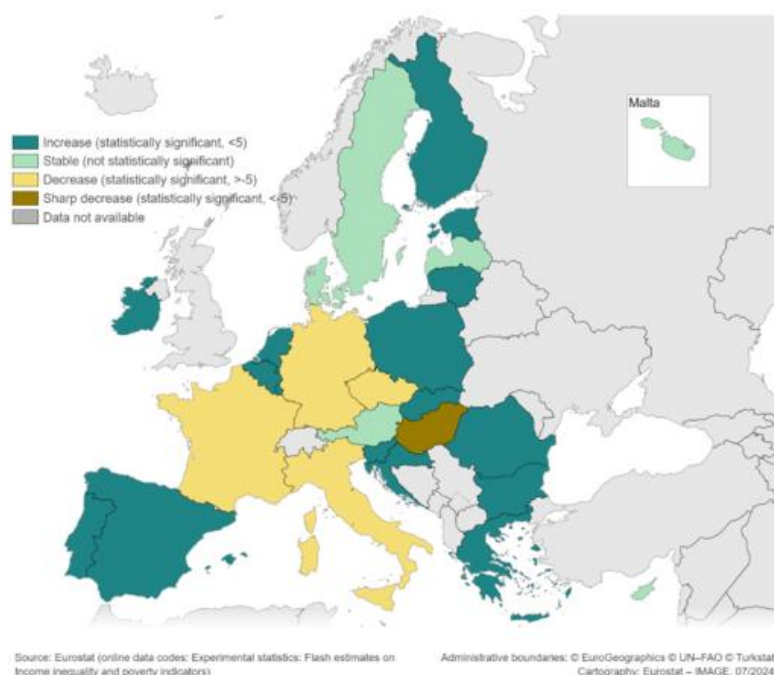 Malta
Increase (statistically significant, <5)
Stable (not statistically significant)
Decrease (statistically significant, >-5)
Sharp decrease (statistically significant, <-5)
Data not available
Source: Eurostat (online data codes: Experimental statistics: Flash estimates on
Income inequality and poverty indicators)
Administrative boundaries: © EuroGeographics © UN–FAO © Turkstat
Cartography: Eurostat – IMAGE, 07/2024